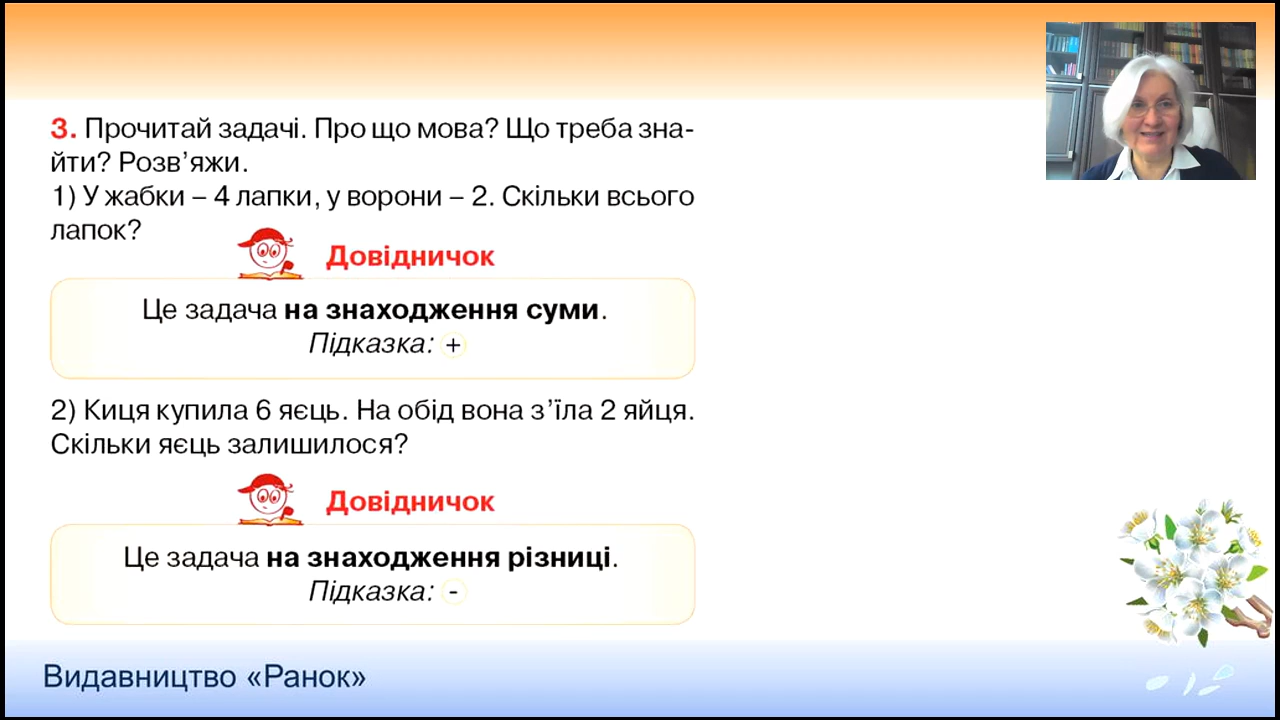 3. Прочитай задачі. Про що мова? Що треба зна-
йти? Розв’яжи.
1) У жабки – 4 лапки, у ворони – 2. Скільки всього
лапок?
Довідничок
Це задача на знаходження суми.
Підказка: +
2) Киця купила 6 яєць. На обід вона з’їла 2 яйця.
Скільки яєць залишилося?
Довідничок
Це задача на знаходження різниці.
Підказка: -
Видавництво «Ранок»